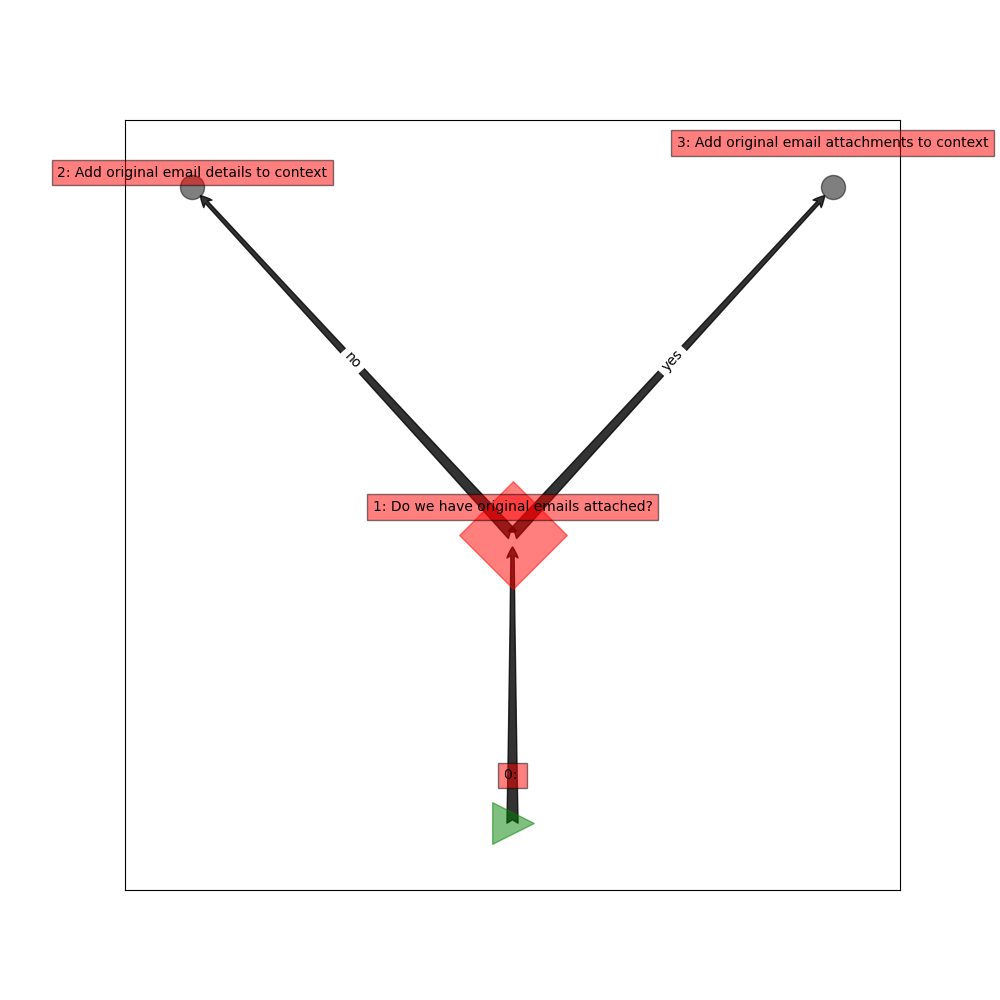 3: Add original email attachments to context
2: Add original email details to context
no
yes
1: Do we have original emails attached?
0: